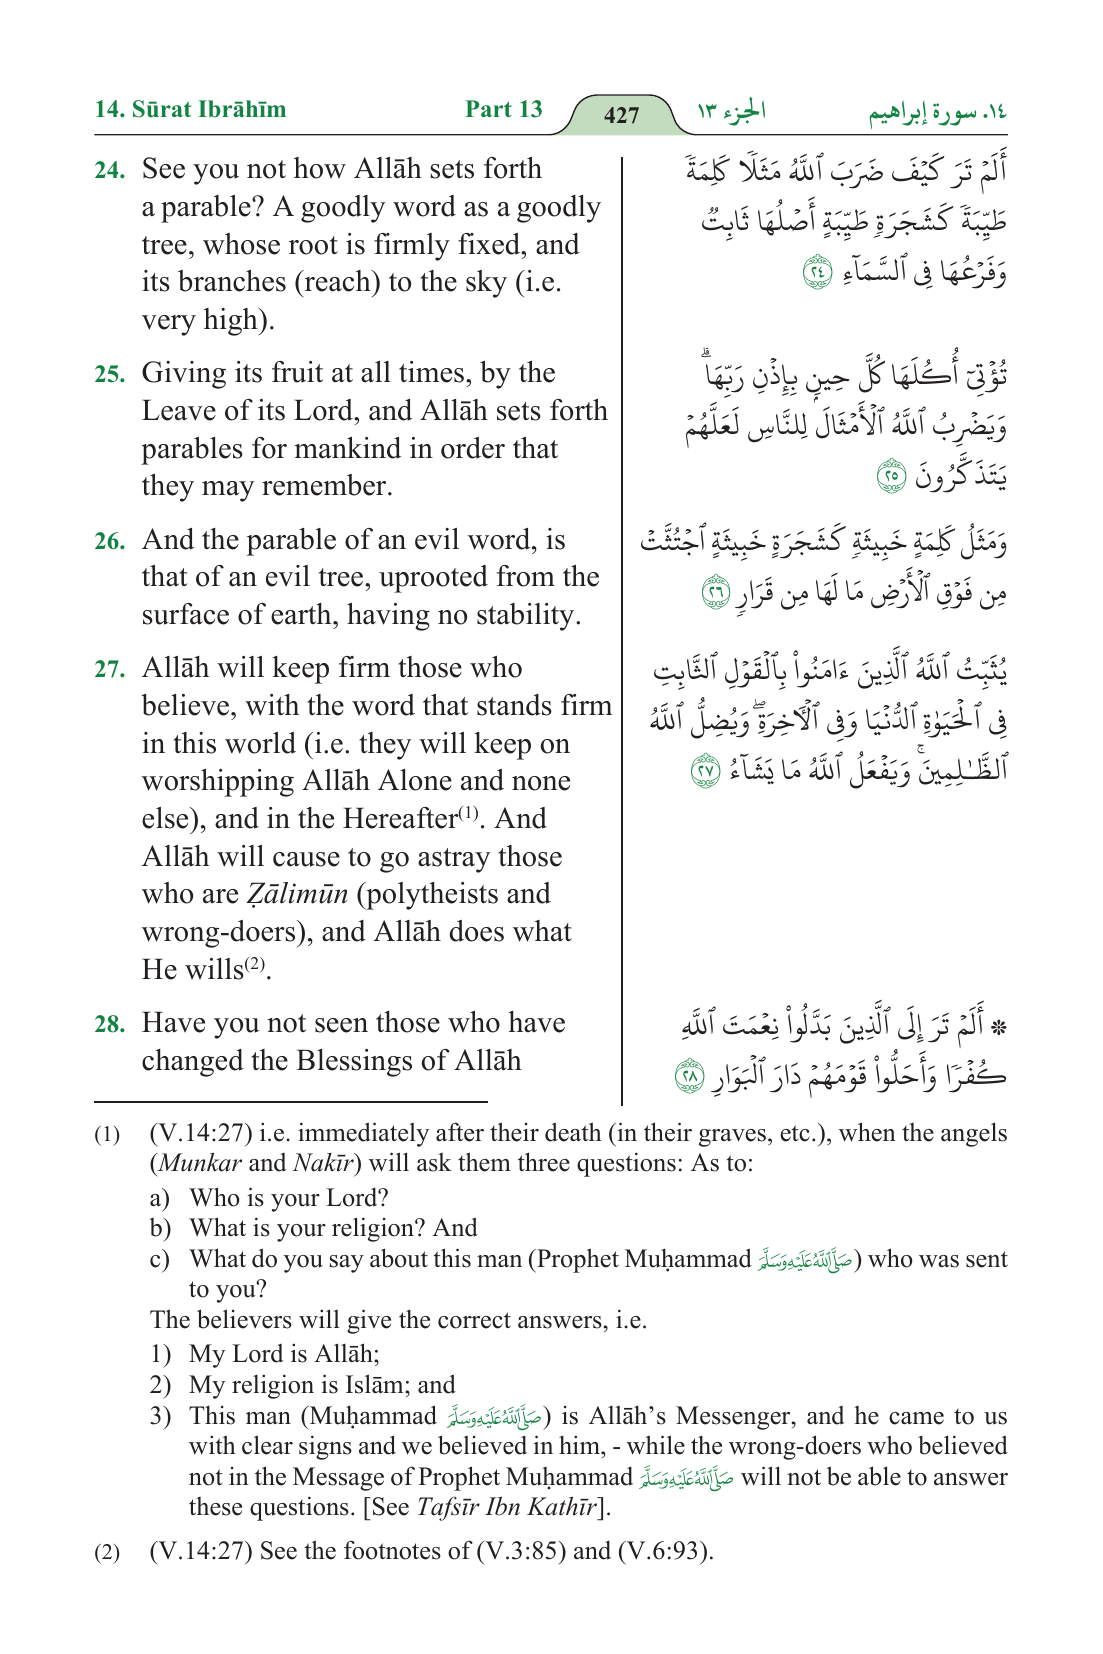 14. Sūrat Ibrāhīm Part 13 427 الجزء ١٣ ١٤. سورة إبراهيم
24. See you not how Allāh sets forth
a parable? A goodly word as a goodly
tree, whose root is firmly fixed, and
its branches (reach) to the sky (i.e.
very high).
أَلَمۡ تَرَ كَيۡفَ ضَرَبَ ٱللَّهُ مَثَلٗا كَلِمَةٗ
طَيِّبَةٗ كَشَجَرَةٖ طَيِّبَةٍ أَصۡلُهَا ثَابِتٞ
وَفَرۡعُهَا فِي ٱلسَّمَآءِ ٢٤
25. Giving its fruit at all times, by the
Leave of its Lord, and Allāh sets forth
parables for mankind in order that
they may remember.
تُؤۡتِيٓ أُكُلَهَا كُلَّ حِينِۭ بِإِذۡنِ رَبِّهَاۗ
وَيَضۡرِبُ ٱللَّهُ ٱلۡأَمۡثَالَ لِلنَّاسِ لَعَلَّهُمۡ
يَتَذَكَّرُونَ ٢٥
26. And the parable of an evil word, is
that of an evil tree, uprooted from the
surface of earth, having no stability.
وَمَثَلُ كَلِمَةٍ خَبِيثَةٖ كَشَجَرَةٍ خَبِيثَةٍ ٱجۡتُثَّتۡ
مِن فَوۡقِ ٱلۡأَرۡضِ مَا لَهَا مِن قَرَارٖ ٢٦
27. Allāh will keep firm those who
believe, with the word that stands firm
in this world (i.e. they will keep on
worshipping Allāh Alone and none
else), and in the Hereafter(1). And
Allāh will cause to go astray those
who are Ẓālimūn (polytheists and
wrong-doers), and Allāh does what
He wills(2).
يُثَبِّتُ ٱللَّهُ ٱلَّذِينَ ءَامَنُواْ بِٱلۡقَوۡلِ ٱلثَّابِتِ
فِي ٱلۡحَيَوٰةِ ٱلدُّنۡيَا وَفِي ٱلۡأٓخِرَةِۖ وَيُضِلُّ ٱللَّهُ
ٱلظَّـٰلِمِينَۚ وَيَفۡعَلُ ٱللَّهُ مَا يَشَآءُ ٢٧
28. Have you not seen those who have
changed the Blessings of Allāh
۞ أَلَمۡ تَرَ إِلَى ٱلَّذِينَ بَدَّلُواْ نِعۡمَتَ ٱللَّهِ
كُفۡرٗا وَأَحَلُّواْ قَوۡمَهُمۡ دَارَ ٱلۡبَوَارِ ٢٨
(1) (V.14:27) i.e. immediately after their death (in their graves, etc.), when the angels
(Munkar and Nakīr) will ask them three questions: As to:
a) Who is your Lord?
b) What is your religion? And
c) What do you say about this man (Prophet Muḥammad صَلَّى ٱللَّهُ عَلَيْهِ وَسَلَّمَ) who was sent
to you?
The believers will give the correct answers, i.e.
1) My Lord is Allāh;
2) My religion is Islām; and
3) This man (Muḥammad صَلَّى ٱللَّهُ عَلَيْهِ وَسَلَّمَ) is Allāh’s Messenger, and he came to us
with clear signs and we believed in him, - while the wrong-doers who believed
not in the Message of Prophet Muḥammad صَلَّى ٱللَّهُ عَلَيْهِ وَسَلَّمَ will not be able to answer
these questions. [See Tafsīr Ibn Kathīr].
(2) (V.14:27) See the footnotes of (V.3:85) and (V.6:93).